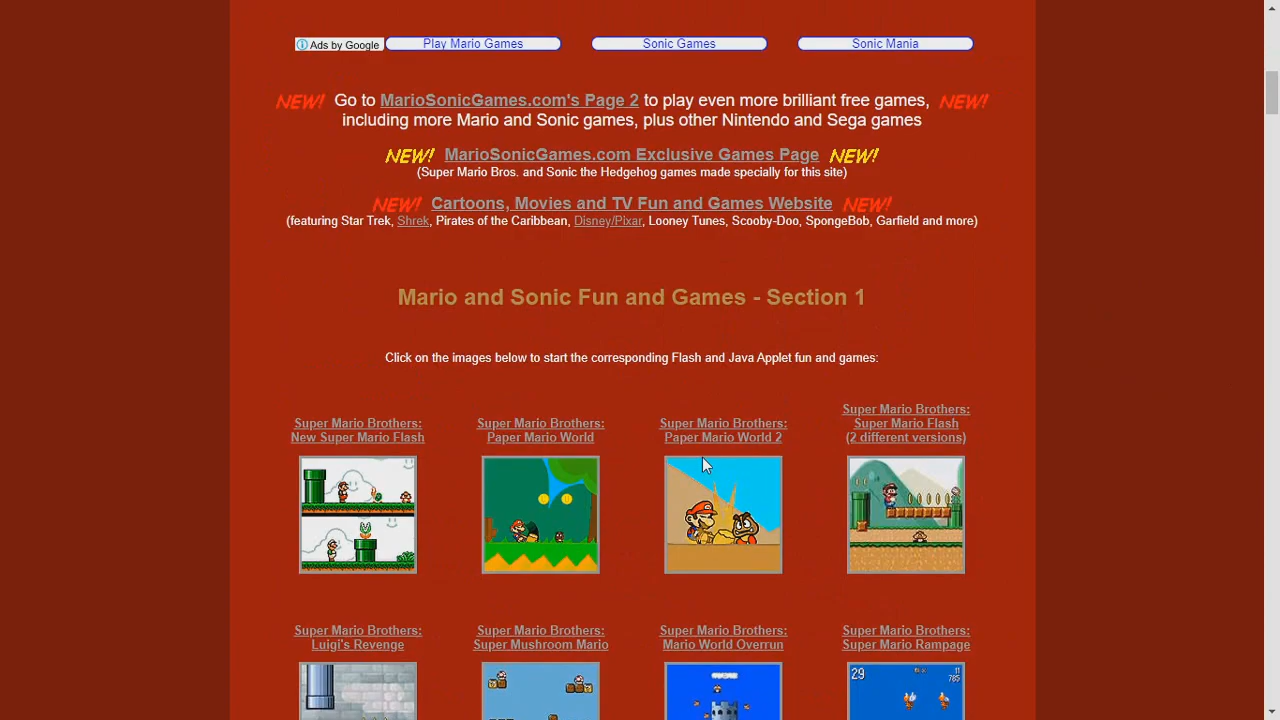 Ads by Google Play Mario Games Sonic Games Sonic Mania
NEW! Go to MarioSonicGames.com's Page 2 to play even more brilliant free games, NEW!
including more Mario and Sonic games, plus other Nintendo and Sega games
NEW! MarioSonicGames.com Exclusive Games Page NEW!
(Super Mario Bros. and Sonic the Hedgehog games made specially for this site)
NEW! Cartoons, Movies and TV Fun and Games Website NEW!
(featuring Star Trek, Shrek, Pirates of the Caribbean, Disney/Pixar, Looney Tunes, Scooby-Doo, SpongeBob, Garfield and more)
Mario and Sonic Fun and Games - Section 1
Click on the images below to start the corresponding Flash and Java Applet fun and games:
Super Mario Brothers:
New Super Mario Flash
Super Mario Brothers:
Paper Mario World
Super Mario Brothers:
Paper Mario World 2
Super Mario Brothers:
Super Mario Flash
(2 different versions)
Super Mario Brothers:
Luigi's Revenge
Super Mario Brothers:
Super Mushroom Mario
Super Mario Brothers:
Mario World Overrun
Super Mario Brothers:
Super Mario Rampage
29
11
785